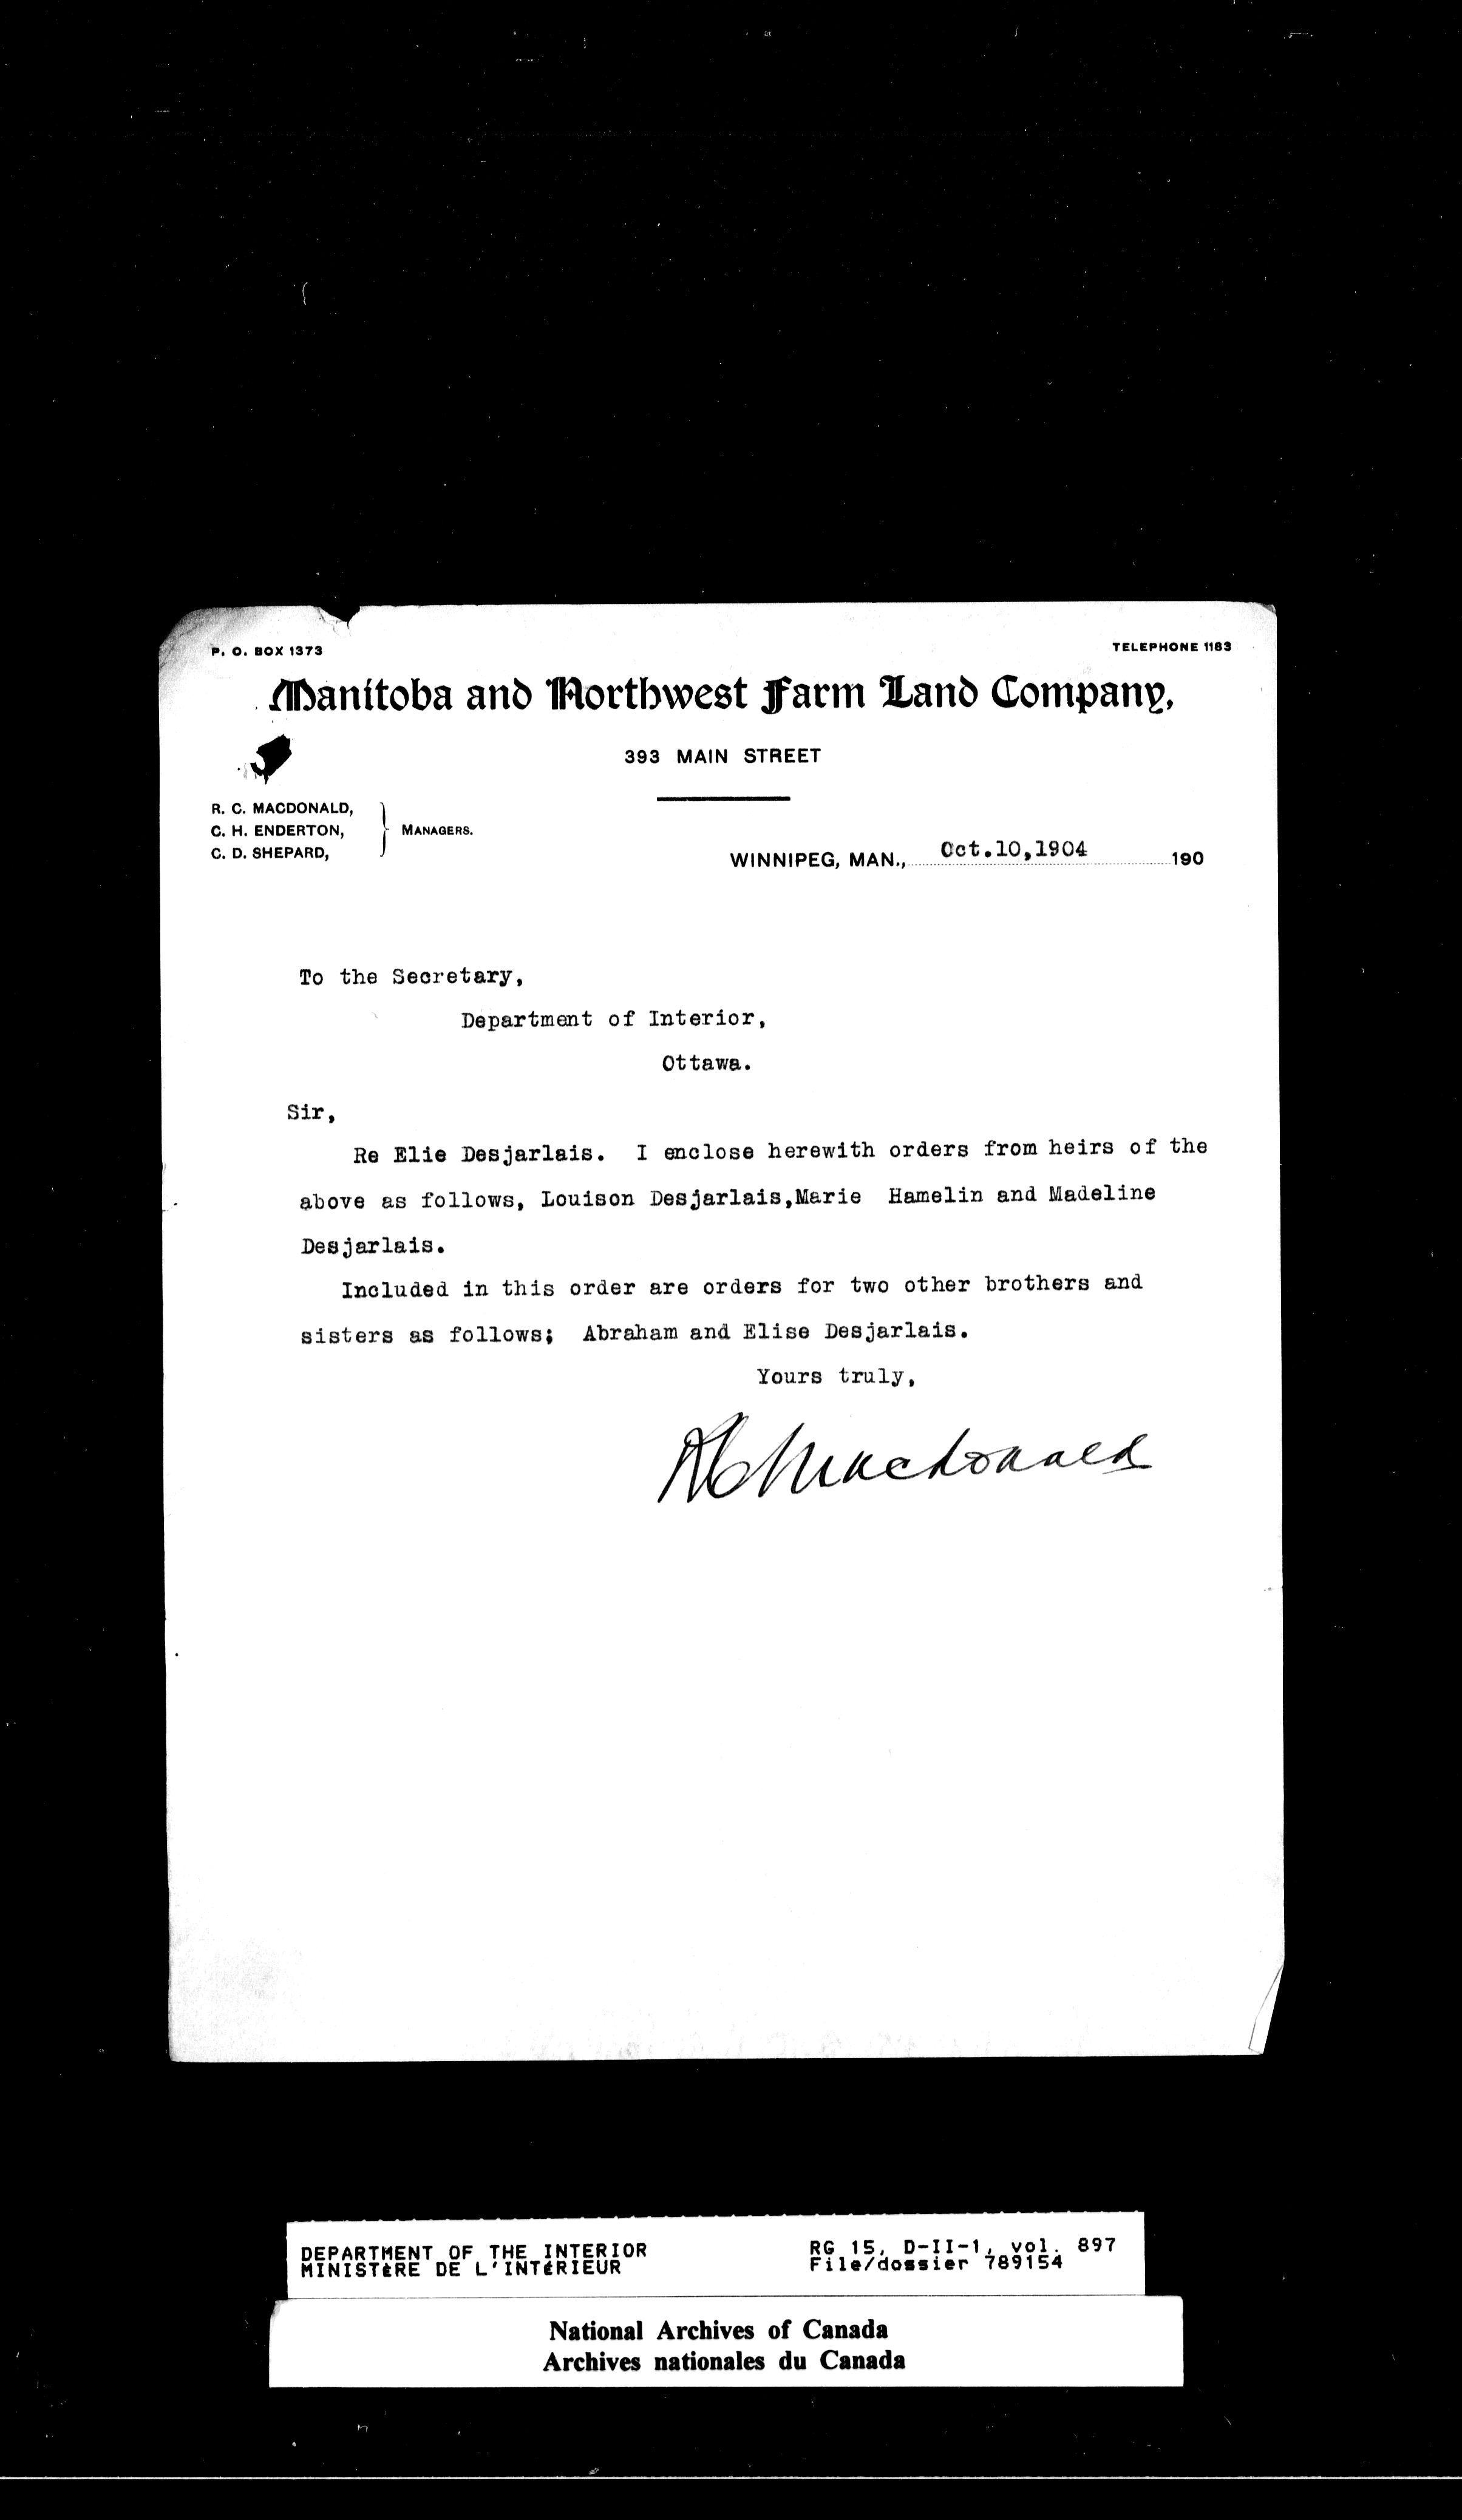 P. O. BOX 1373 TELEPHONE 1183
Manitoba and Northwest Farm Land Company,
393 MAIN STREET
R. C. MACDONALD,
C. H. ENDERTON, } MANAGERS.
C. D. SHEPARD,
WINNIPEG, MAN., Oct.10,1904 190
To the Secretary,
Department of Interior,
Ottawa.
Sir,
Re Elie Desjarlais. I enclose herewith orders from heirs of the
above as follows, Louison Desjarlais,Marie Hamelin and Madeline
Desjarlais.
Included in this order are orders for two other brothers and
sisters as follows; Abraham and Elise Desjarlais.
Yours truly,
RC Macdonald
DEPARTMENT OF THE INTERIOR RG 15, D-II-1, vol. 897
MINISTÈRE DE L'INTÉRIEUR File/dossier 789154
National Archives of Canada
Archives nationales du Canada